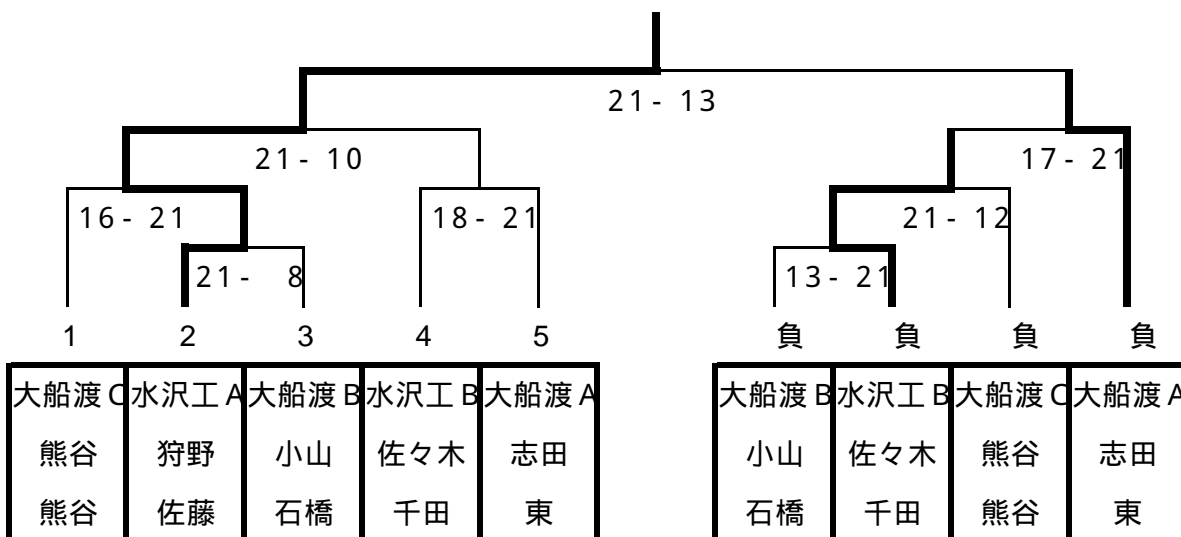 21- 13
21- 10 17- 21
16- 21 18- 21 21- 12
21- 8 13- 21
1 2 3 4 5 負 負 負 負
大船渡C 水沢工A 大船渡B 水沢工B 大船渡A 大船渡B 水沢工B 大船渡C 大船渡A
熊谷 狩野 小山 佐々木 志田 小山 佐々木 熊谷 志田
熊谷 佐藤 石橋 千田 東 石橋 千田 熊谷 東